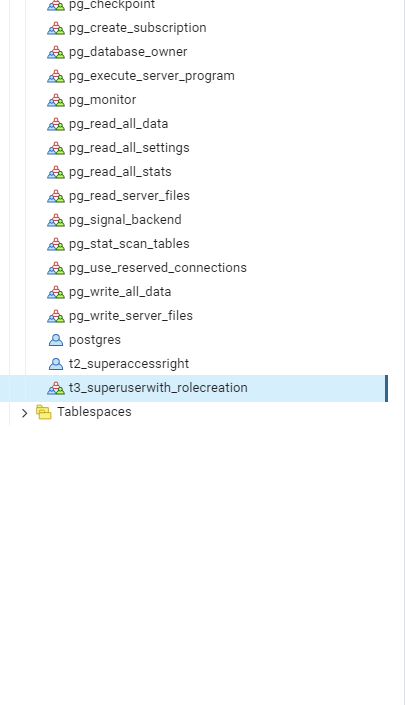 pg_checkpoint
pg_create_subscription
pg_database_owner
pg_execute_server_program
pg_monitor
pg_read_all_data
pg_read_all_settings
pg_read_all_stats
pg_read_server_files
pg_signal_backend
pg_stat_scan_tables
pg_use_reserved_connections
pg_write_all_data
pg_write_server_files
postgres
t2_superaccessright
t3_superuserwith_rolecreation
Tablespaces